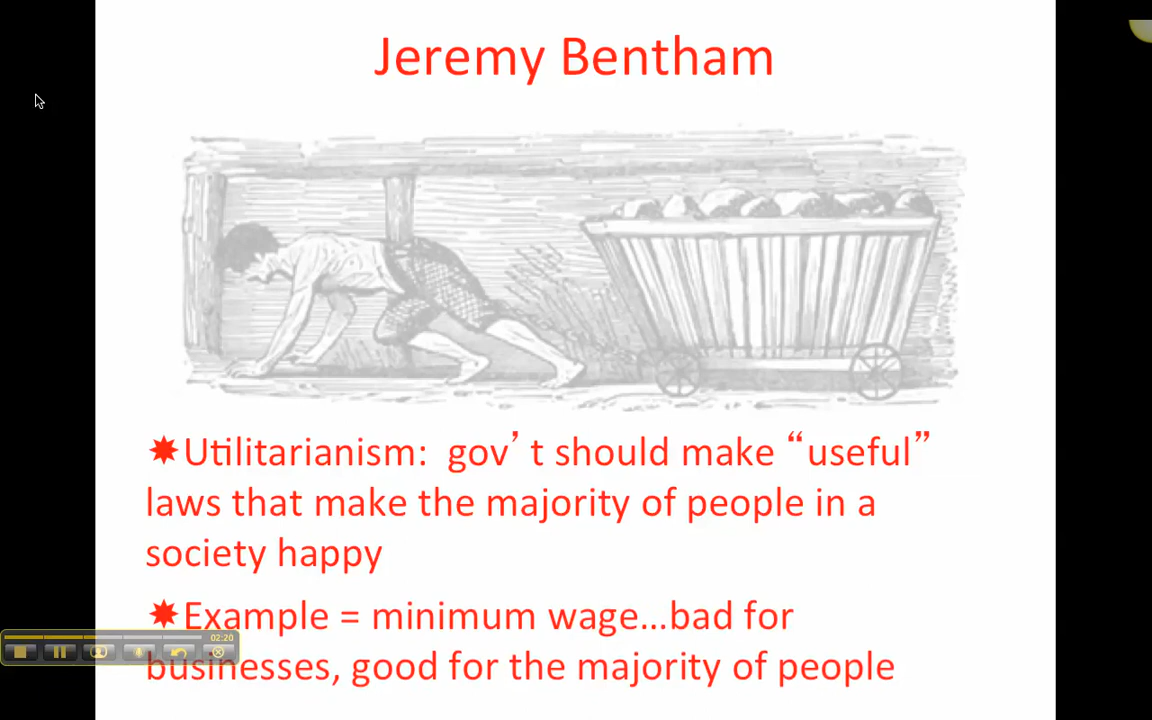 Jeremy Bentham
✸Utilitarianism: gov’ t should make “useful”
laws that make the majority of people in a
society happy
✸Example = minimum wage...bad for
02:20
businesses, good for the majority of people